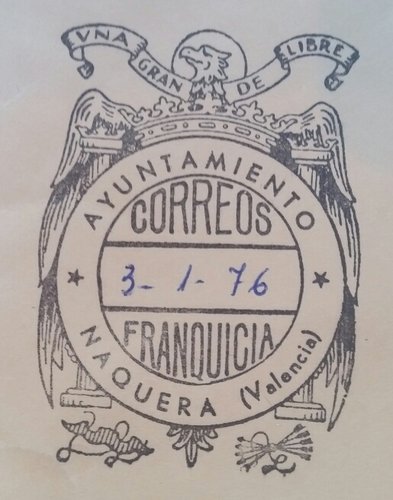 VNA GRAN DE LIBRE
AYUNTAMIENTO
CORREOS
3-1-76
FRANQUICIA
NAQUERA (Valencia)